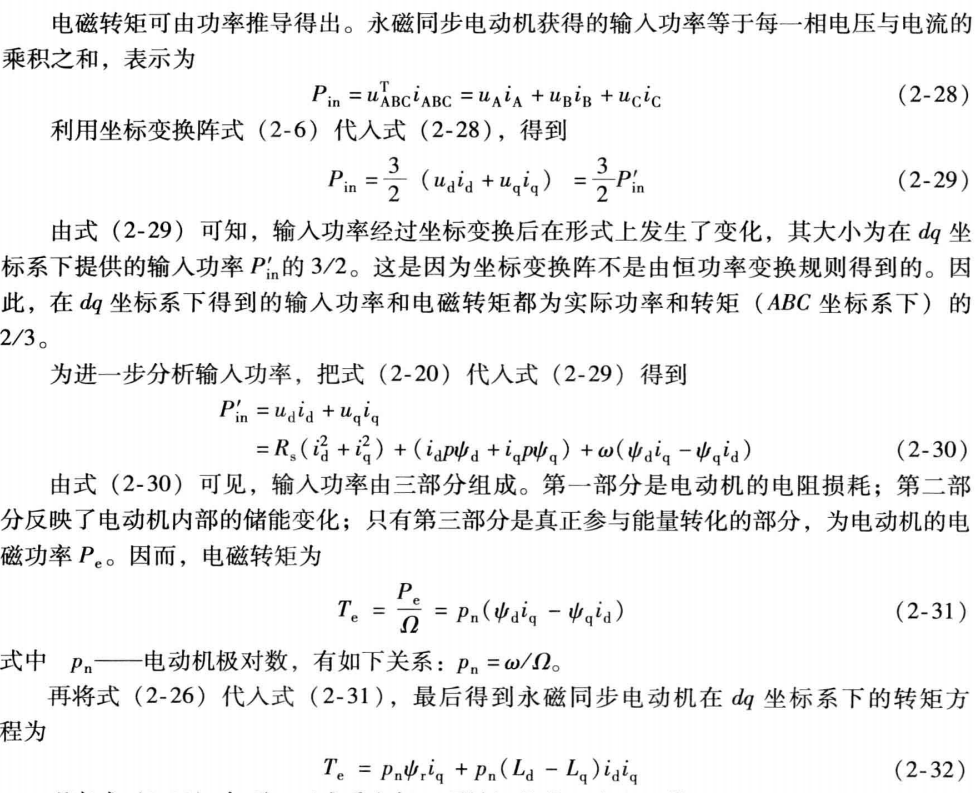 电磁转矩可由功率推导得出。永磁同步电动机获得的输入功率等于每一相电压与电流的
乘积之和，表示为
P_in = u^T_ABC i_ABC = u_A i_A + u_B i_B + u_C i_C (2-28)
利用坐标变换阵式（2-6）代入式（2-28），得到
P_in = 3/2 (u_d i_d + u_q i_q) = 3/2 P'_in (2-29)
由式（2-29）可知，输入功率经过坐标变换后在形式上发生了变化，其大小为在 dq 坐
标系下提供的输入功率 P'_in 的 3/2。这是因为坐标变换阵不是由恒功率变换规则得到的。因
此，在 dq 坐标系下得到的输入功率和电磁转矩都为实际功率和转矩（ABC 坐标系下）的
2/3。
为进一步分析输入功率，把式（2-20）代入式（2-29）得到
P'_in = u_d i_d + u_q i_q
= R_s(i_d^2 + i_q^2) + (i_d pψ_d + i_q pψ_q) + ω(ψ_d i_q - ψ_q i_d) (2-30)
由式（2-30）可见，输入功率由三部分组成。第一部分是电动机的电阻损耗；第二部
分反映了电动机内部的储能变化；只有第三部分是真正参与能量转化的部分，为电动机的电
磁功率 P_e。因而，电磁转矩为
T_e = P_e/Ω = p_n(ψ_d i_q - ψ_q i_d) (2-31)
式中 p_n——电动机极对数，有如下关系：p_n = ω/Ω。
再将式（2-26）代入式（2-31），最后得到永磁同步电动机在 dq 坐标系下的转矩方
程为
T_e = p_n ψ_r i_q + p_n(L_d - L_q) i_d i_q (2-32)